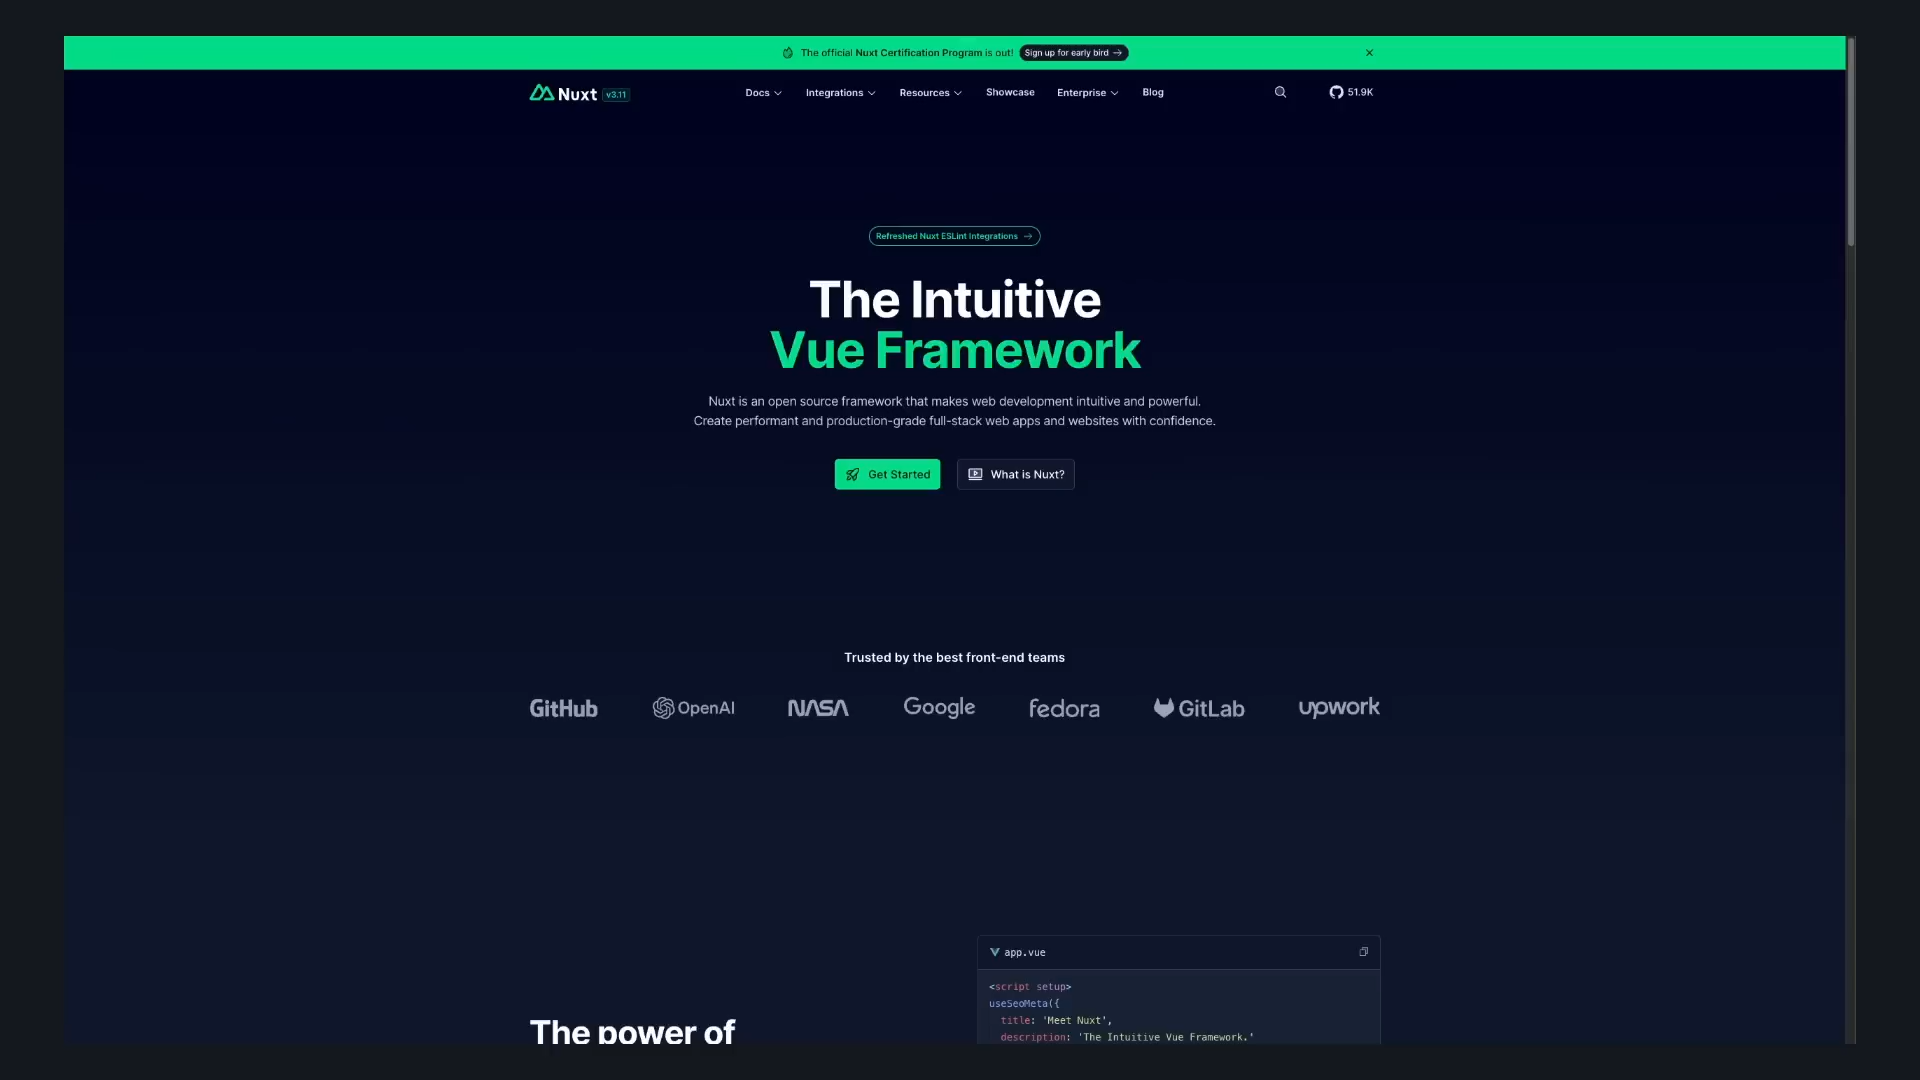 The official Nuxt Certification Program is out! Sign up for early bird →
Nuxt v3.11 Docs Integrations Resources Showcase Enterprise Blog 51.9K
Refreshed Nuxt ESLint Integrations →
The Intuitive
Vue Framework
Nuxt is an open source framework that makes web development intuitive and powerful.
Create performant and production-grade full-stack web apps and websites with confidence.
Get Started What is Nuxt?
Trusted by the best front-end teams
GitHub OpenAI NASA Google fedora GitLab upwork
app.vue
<script setup>
useSeoMeta({
title: 'Meet Nuxt',
description: 'The Intuitive Vue Framework.'
The power of